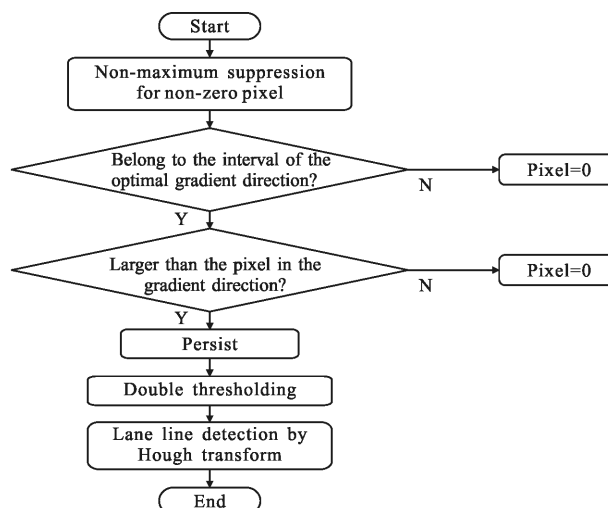 Start
Non-maximum suppression
for non-zero pixel
Belong to the interval of the
optimal gradient direction?
N
Pixel=0
Y
Larger than the pixel in the
gradient direction?
N
Pixel=0
Y
Persist
Double thresholding
Lane line detection by
Hough transform
End